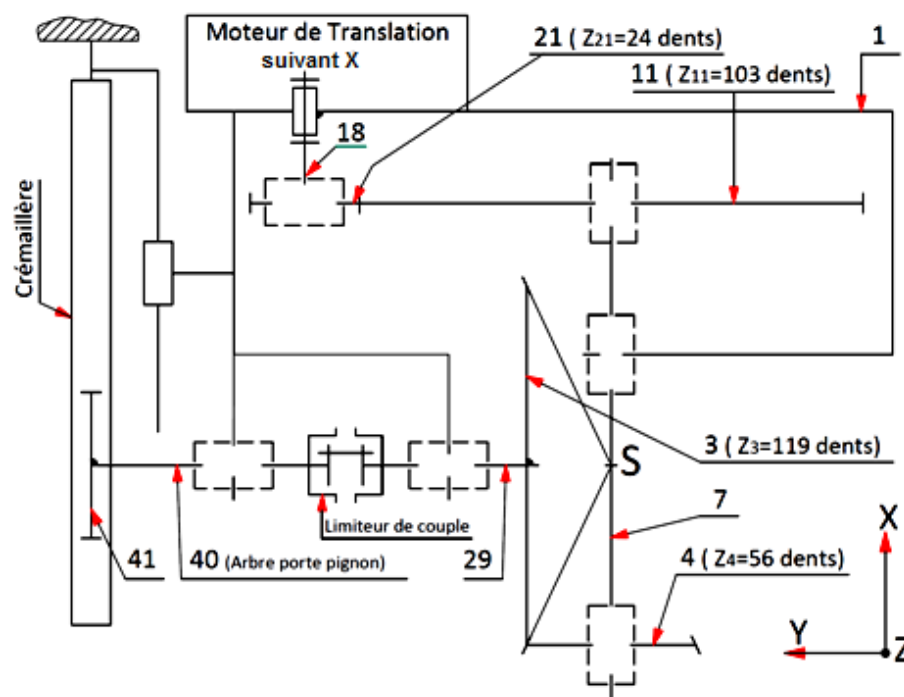 Moteur de Translation
suivant X
21 ( Z21=24 dents)
1
11 (Z11=103 dents)
18
Crémaillère
3 ( Z3=119 dents)
S
Limiteur de couple
7
X
41
40 (Arbre porte pignon)
29
4 ( Z4=56 dents)
Y
Z